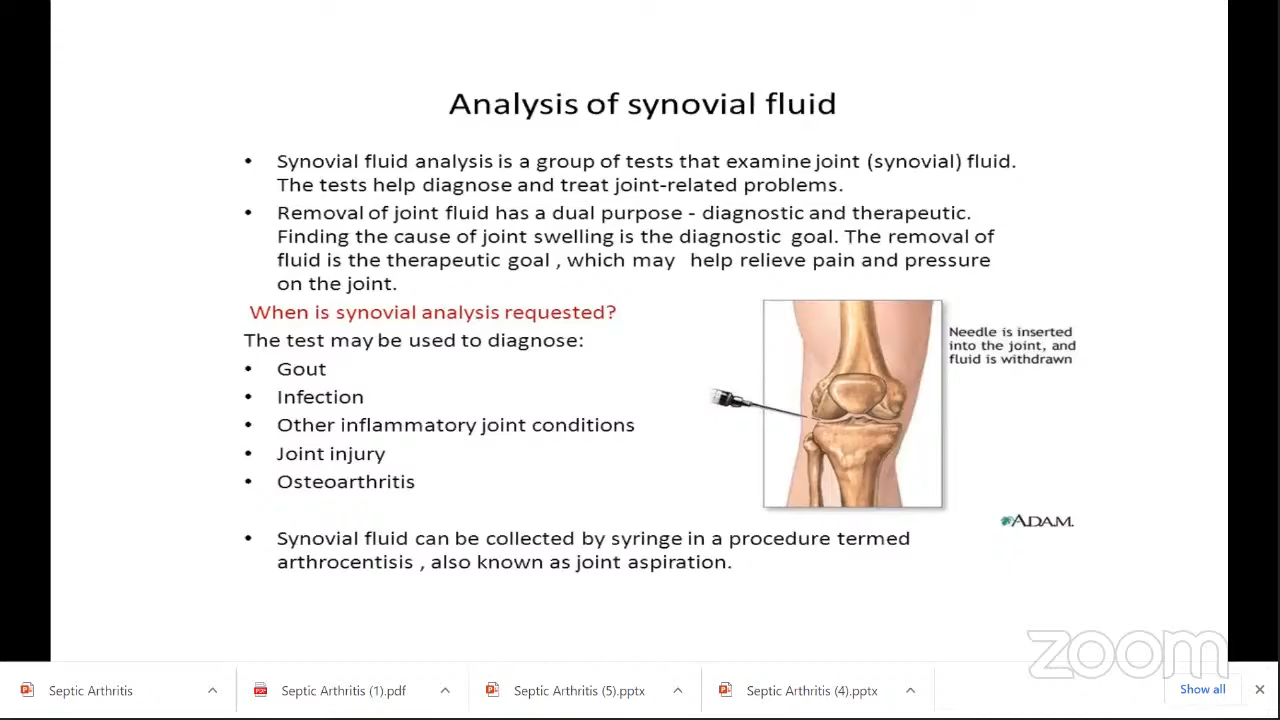 Analysis of synovial fluid
• Synovial fluid analysis is a group of tests that examine joint (synovial) fluid.
The tests help diagnose and treat joint-related problems.
• Removal of joint fluid has a dual purpose - diagnostic and therapeutic.
Finding the cause of joint swelling is the diagnostic goal. The removal of
fluid is the therapeutic goal , which may help relieve pain and pressure
on the joint.
When is synovial analysis requested?
The test may be used to diagnose:
• Gout
• Infection
• Other inflammatory joint conditions
• Joint injury
• Osteoarthritis
Needle is inserted
into the joint, and
fluid is withdrawn
ADAM.
• Synovial fluid can be collected by syringe in a procedure termed
arthrocentisis , also known as joint aspiration.
zoom
Septic Arthritis
Septic Arthritis (1).pdf
Septic Arthritis (5).pptx
Septic Arthritis (4).pptx
Show all